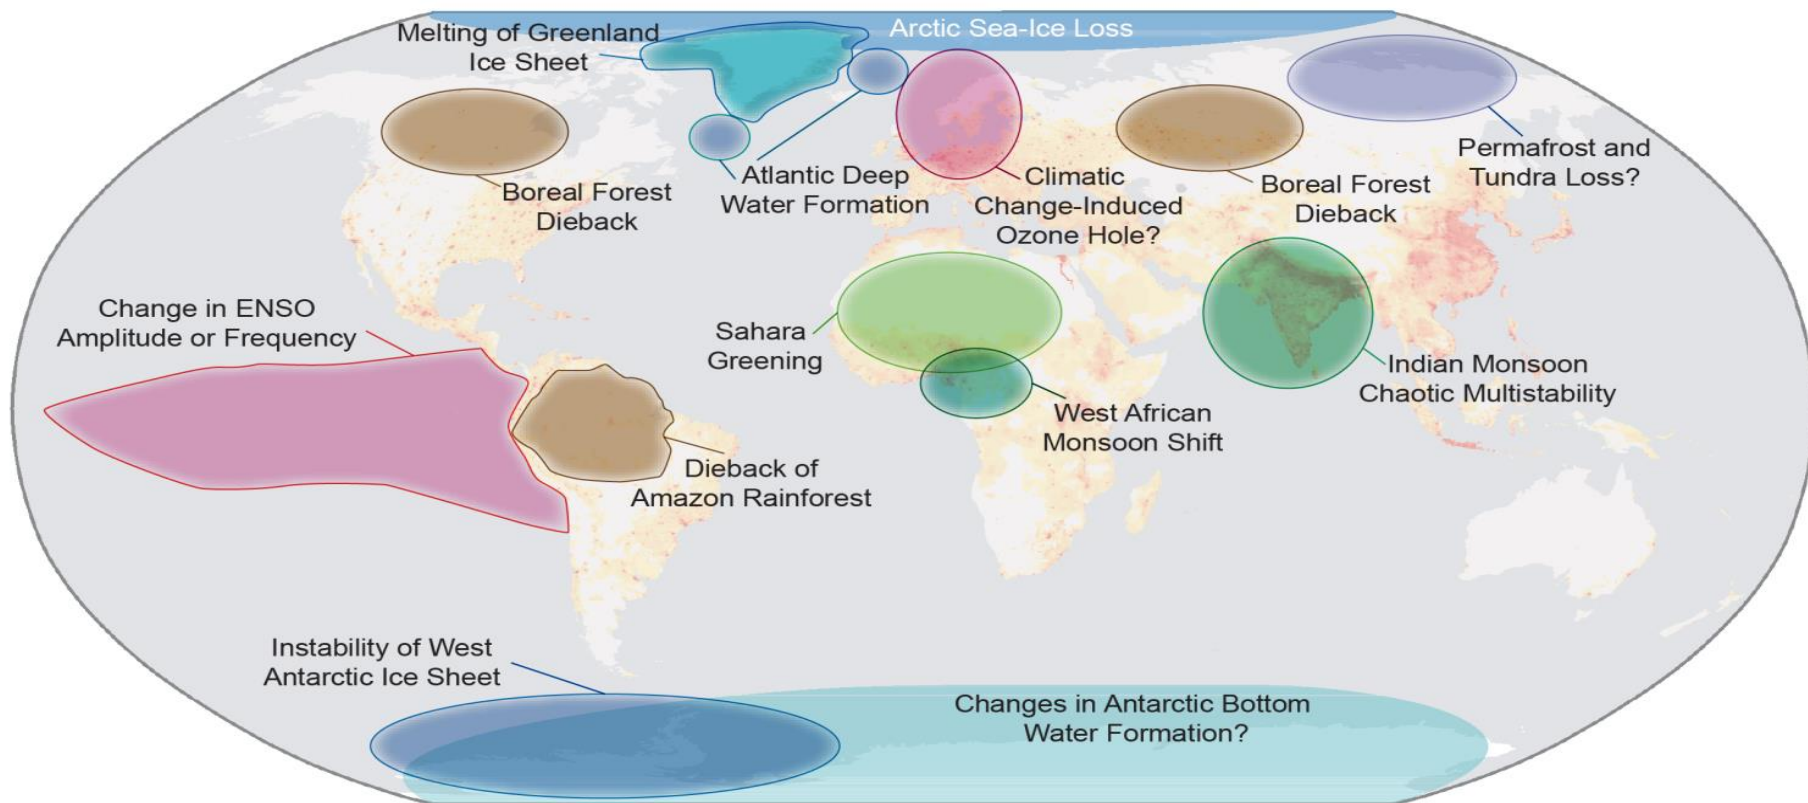 Melting of Greenland
Ice Sheet
Arctic Sea-Ice Loss
Boreal Forest
Dieback
Atlantic Deep
Water Formation
Climatic
Change-Induced
Ozone Hole?
Boreal Forest
Dieback
Permafrost and
Tundra Loss?
Change in ENSO
Amplitude or Frequency
Sahara
Greening
Indian Monsoon
Chaotic Multistability
West African
Monsoon Shift
Dieback of
Amazon Rainforest
Instability of West
Antarctic Ice Sheet
Changes in Antarctic Bottom
Water Formation?